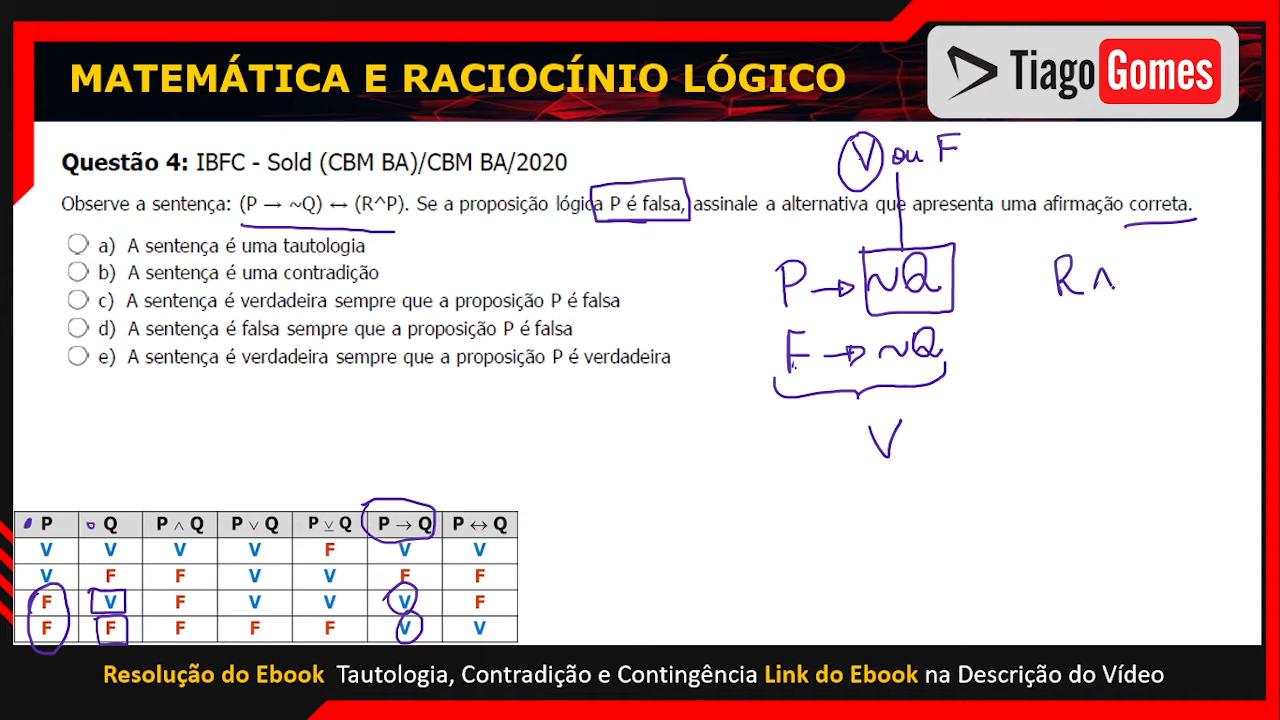 MATEMÁTICA E RACIOCÍNIO LÓGICO
Tiago Gomes
Questão 4: IBFC - Sold (CBM BA)/CBM BA/2020
V ou F
Observe a sentença: (P → ~Q) ↔ (R^P). Se a proposição lógica P é falsa, assinale a alternativa que apresenta uma afirmação correta.
a) A sentença é uma tautologia
b) A sentença é uma contradição
c) A sentença é verdadeira sempre que a proposição P é falsa
d) A sentença é falsa sempre que a proposição P é falsa
e) A sentença é verdadeira sempre que a proposição P é verdadeira
P → ~Q
R ∧
F → ~Q
V
P Q P ∧ Q P ∨ Q P ⊻ Q P → Q P ↔ Q
V V V V F V V
V F F V V F F
F V F V V V F
F F F F F V V
Resolução do Ebook Tautologia, Contradição e Contingência Link do Ebook na Descrição do Vídeo